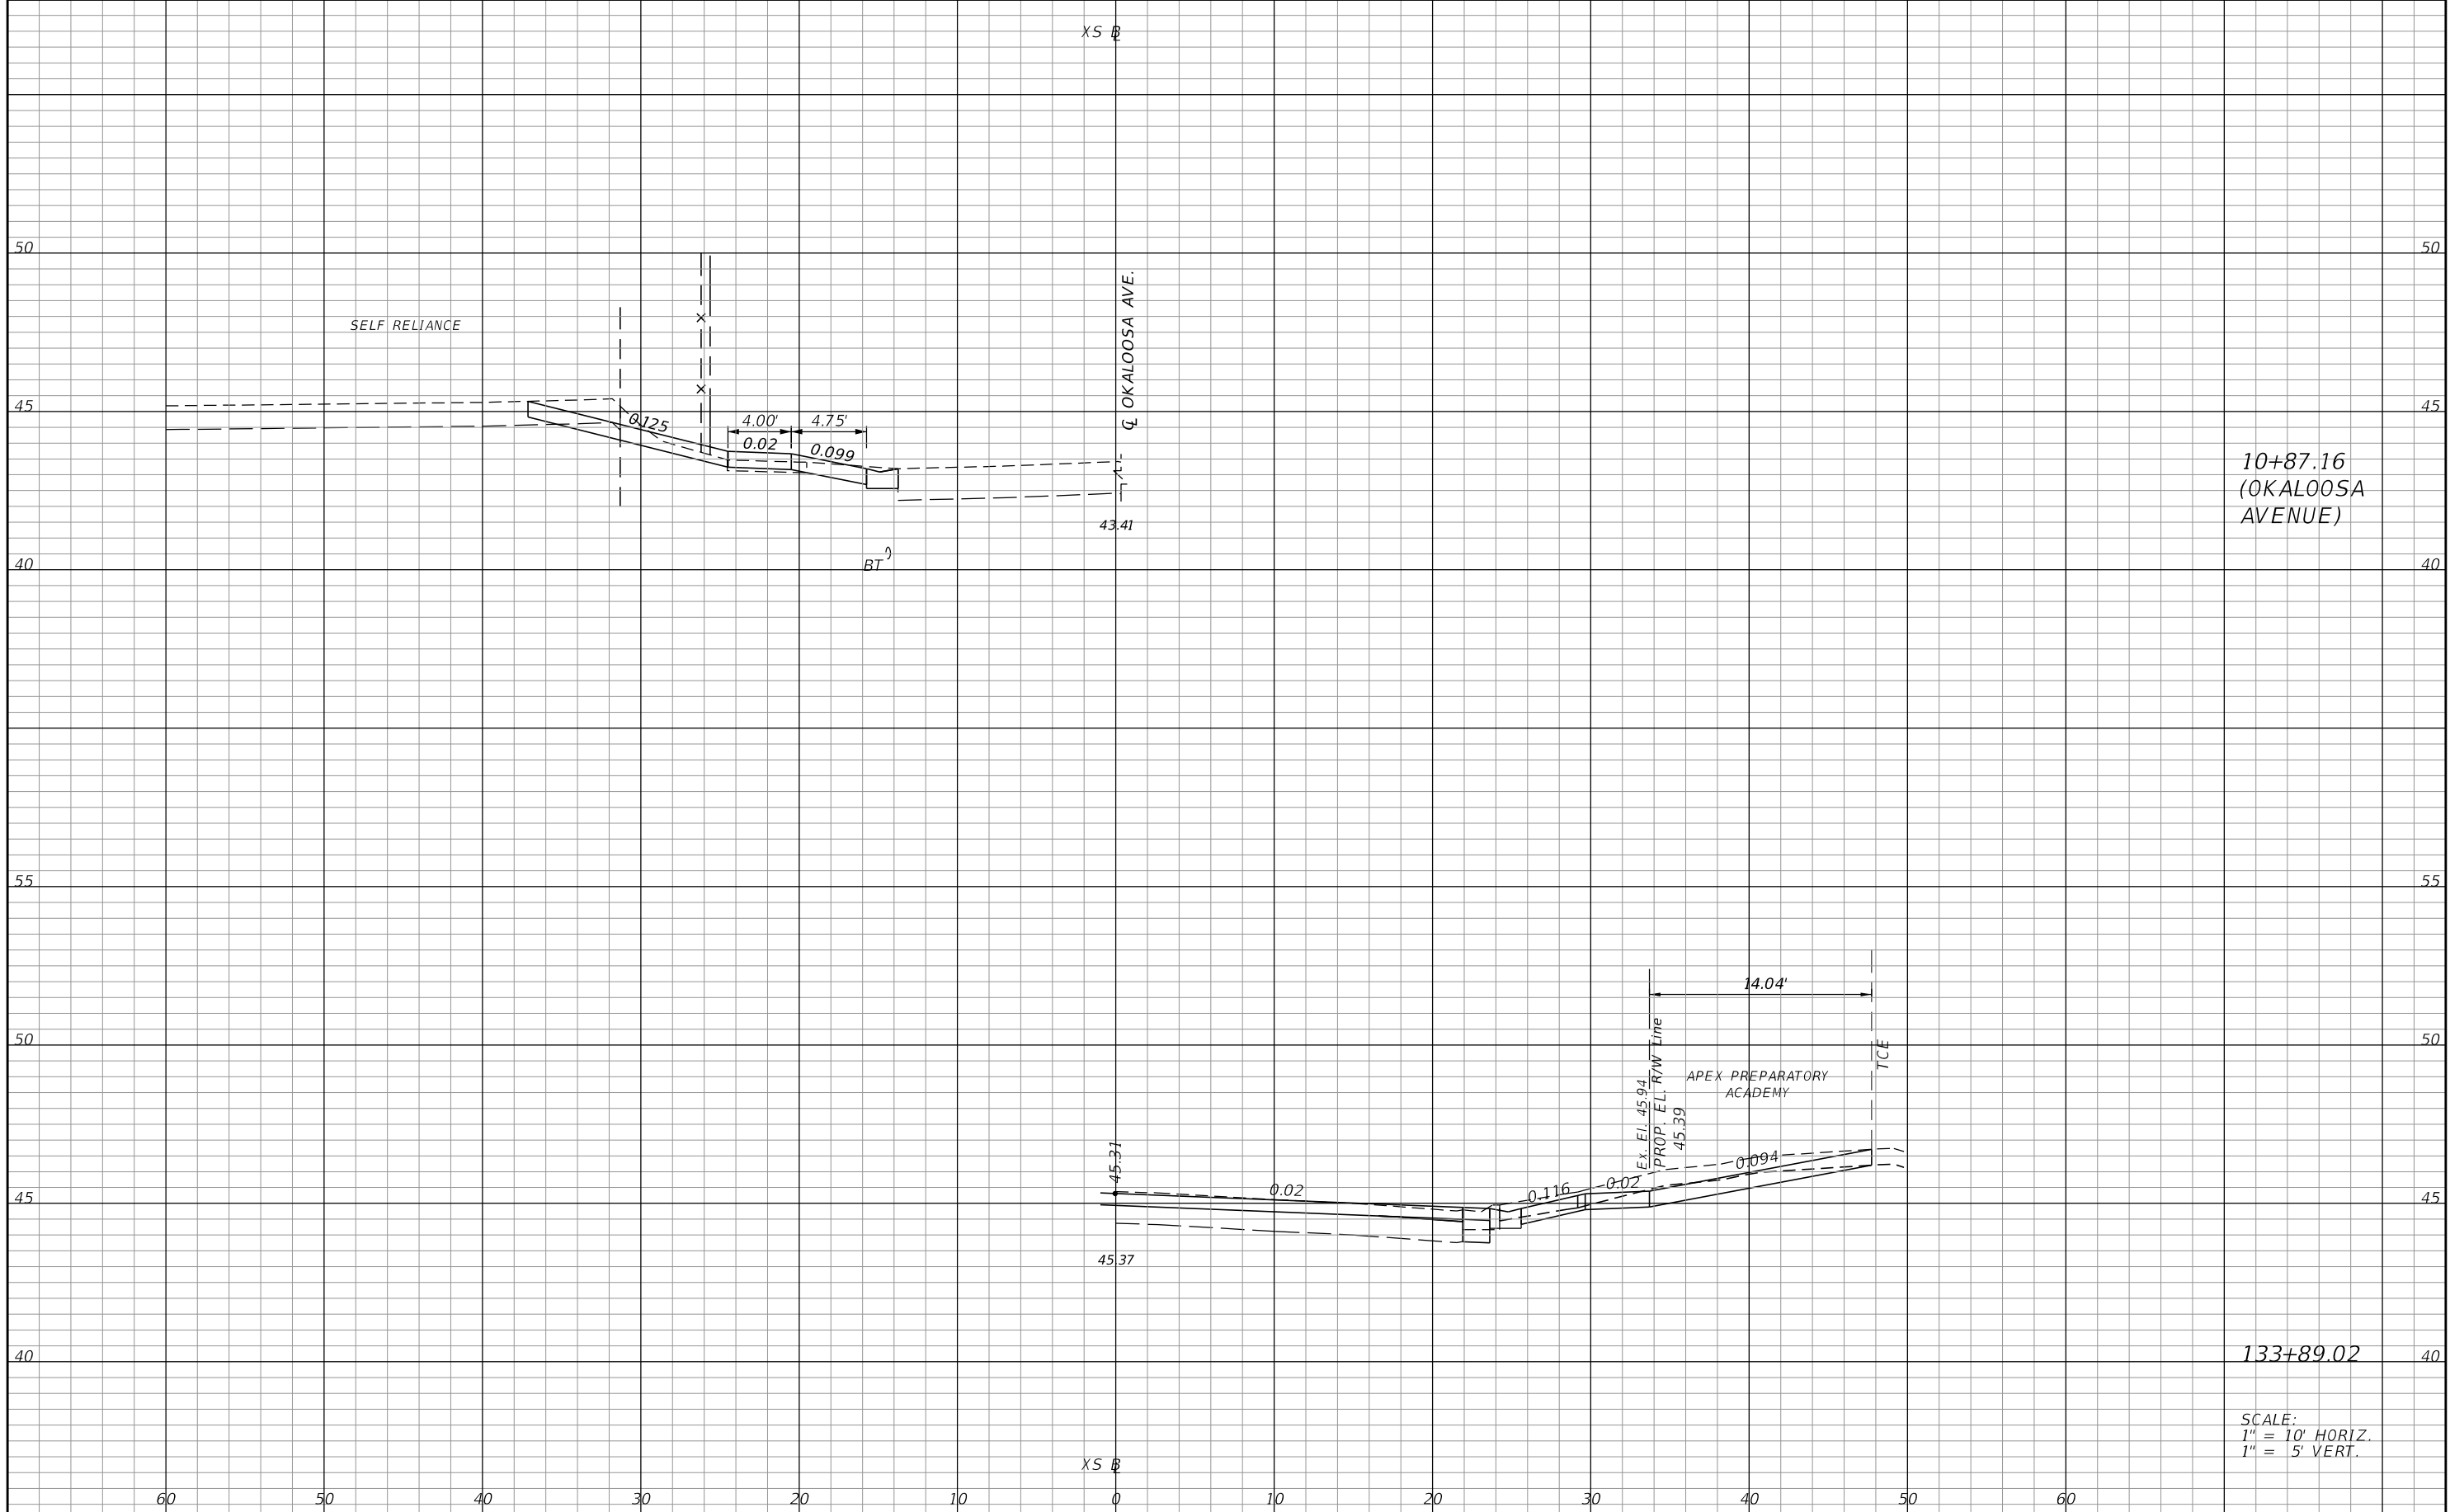 XS BL
50
50
℄ OKALOOSA AVE.
SELF RELIANCE
45
45
0.125
4.00'
4.75'
0.02
0.099
10+87.16
(OKALOOSA
AVENUE)
43.41
BT
40
40
55
55
14.04'
50
50
TCE
Ex. El. 45.94
PROP. EL. R/W Line
45.39
APEX PREPARATORY
ACADEMY
45.31
45
45
0.02
0.116
0.02
0.094
45.37
40
40
133+89.02
SCALE:
1" = 10' HORIZ.
1" = 5' VERT.
XS BL
60 50 40 30 20 10 0 10 20 30 40 50 60